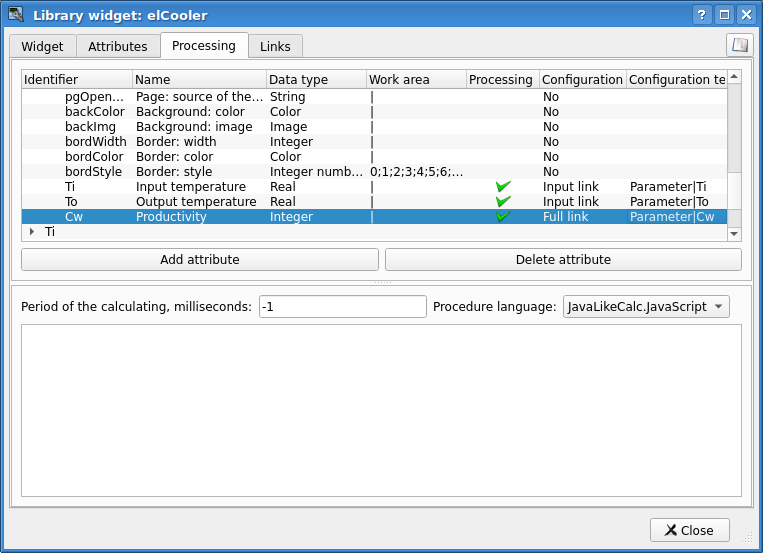 Library widget: elCooler
Widget Attributes Processing Links
Identifier Name Data type Work area Processing Configuration Configuration te
pgOpen... Page: source of the... String | No
backColor Background: color Color | No
backImg Background: image Image | No
bordWidth Border: width Integer | No
bordColor Border: color Color | No
bordStyle Border: style Integer numb... 0;1;2;3;4;5;6;... No
Ti Input temperature Real | Input link Parameter|Ti
To Output temperature Real | Input link Parameter|To
Cw Productivity Integer | Full link Parameter|Cw
Ti
Add attribute Delete attribute
Period of the calculating, milliseconds: -1 Procedure language: JavaLikeCalc.JavaScript
Close